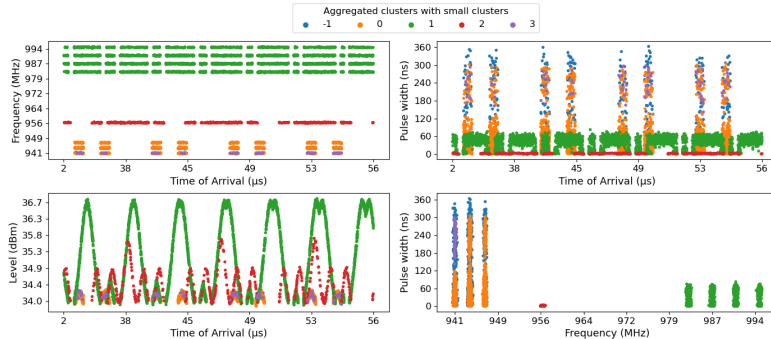 Aggregated clusters with small clusters
-1 0 1 2 3
Frequency (MHz)
994
987
979
972
964
956
949
941
2 38 45 49 53 56
Time of Arrival (μs)
Pulse width (ns)
360
300
240
180
120
60
0
2 38 45 49 53 56
Time of Arrival (μs)
Level (dBm)
36.7
36.3
35.8
35.3
34.9
34.4
34.0
2 38 45 49 53 56
Time of Arrival (μs)
Pulse width (ns)
360
300
240
180
120
60
0
941 949 956 964 972 979 987 994
Frequency (MHz)